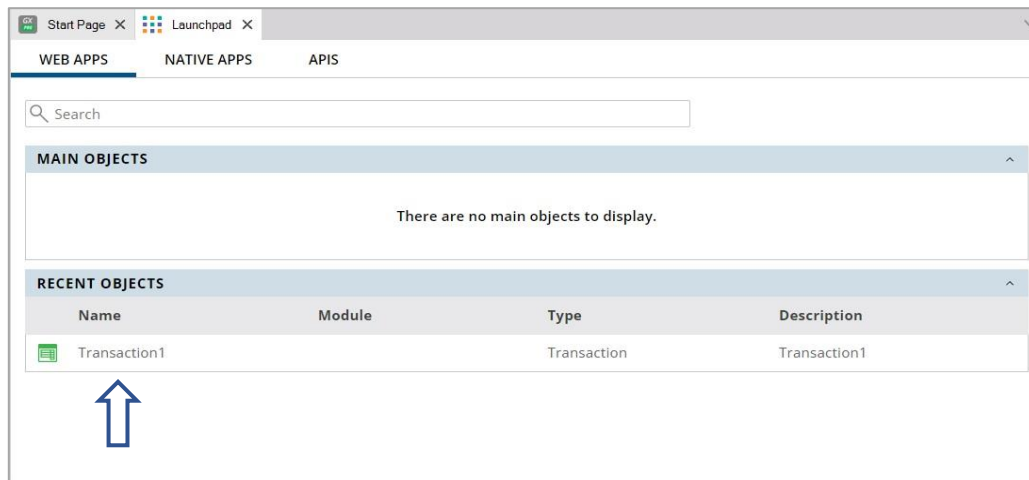 GX
Start Page
Launchpad
WEB APPS NATIVE APPS APIS
Search
MAIN OBJECTS
There are no main objects to display.
RECENT OBJECTS
Name Module Type Description
Transaction1 Transaction Transaction1